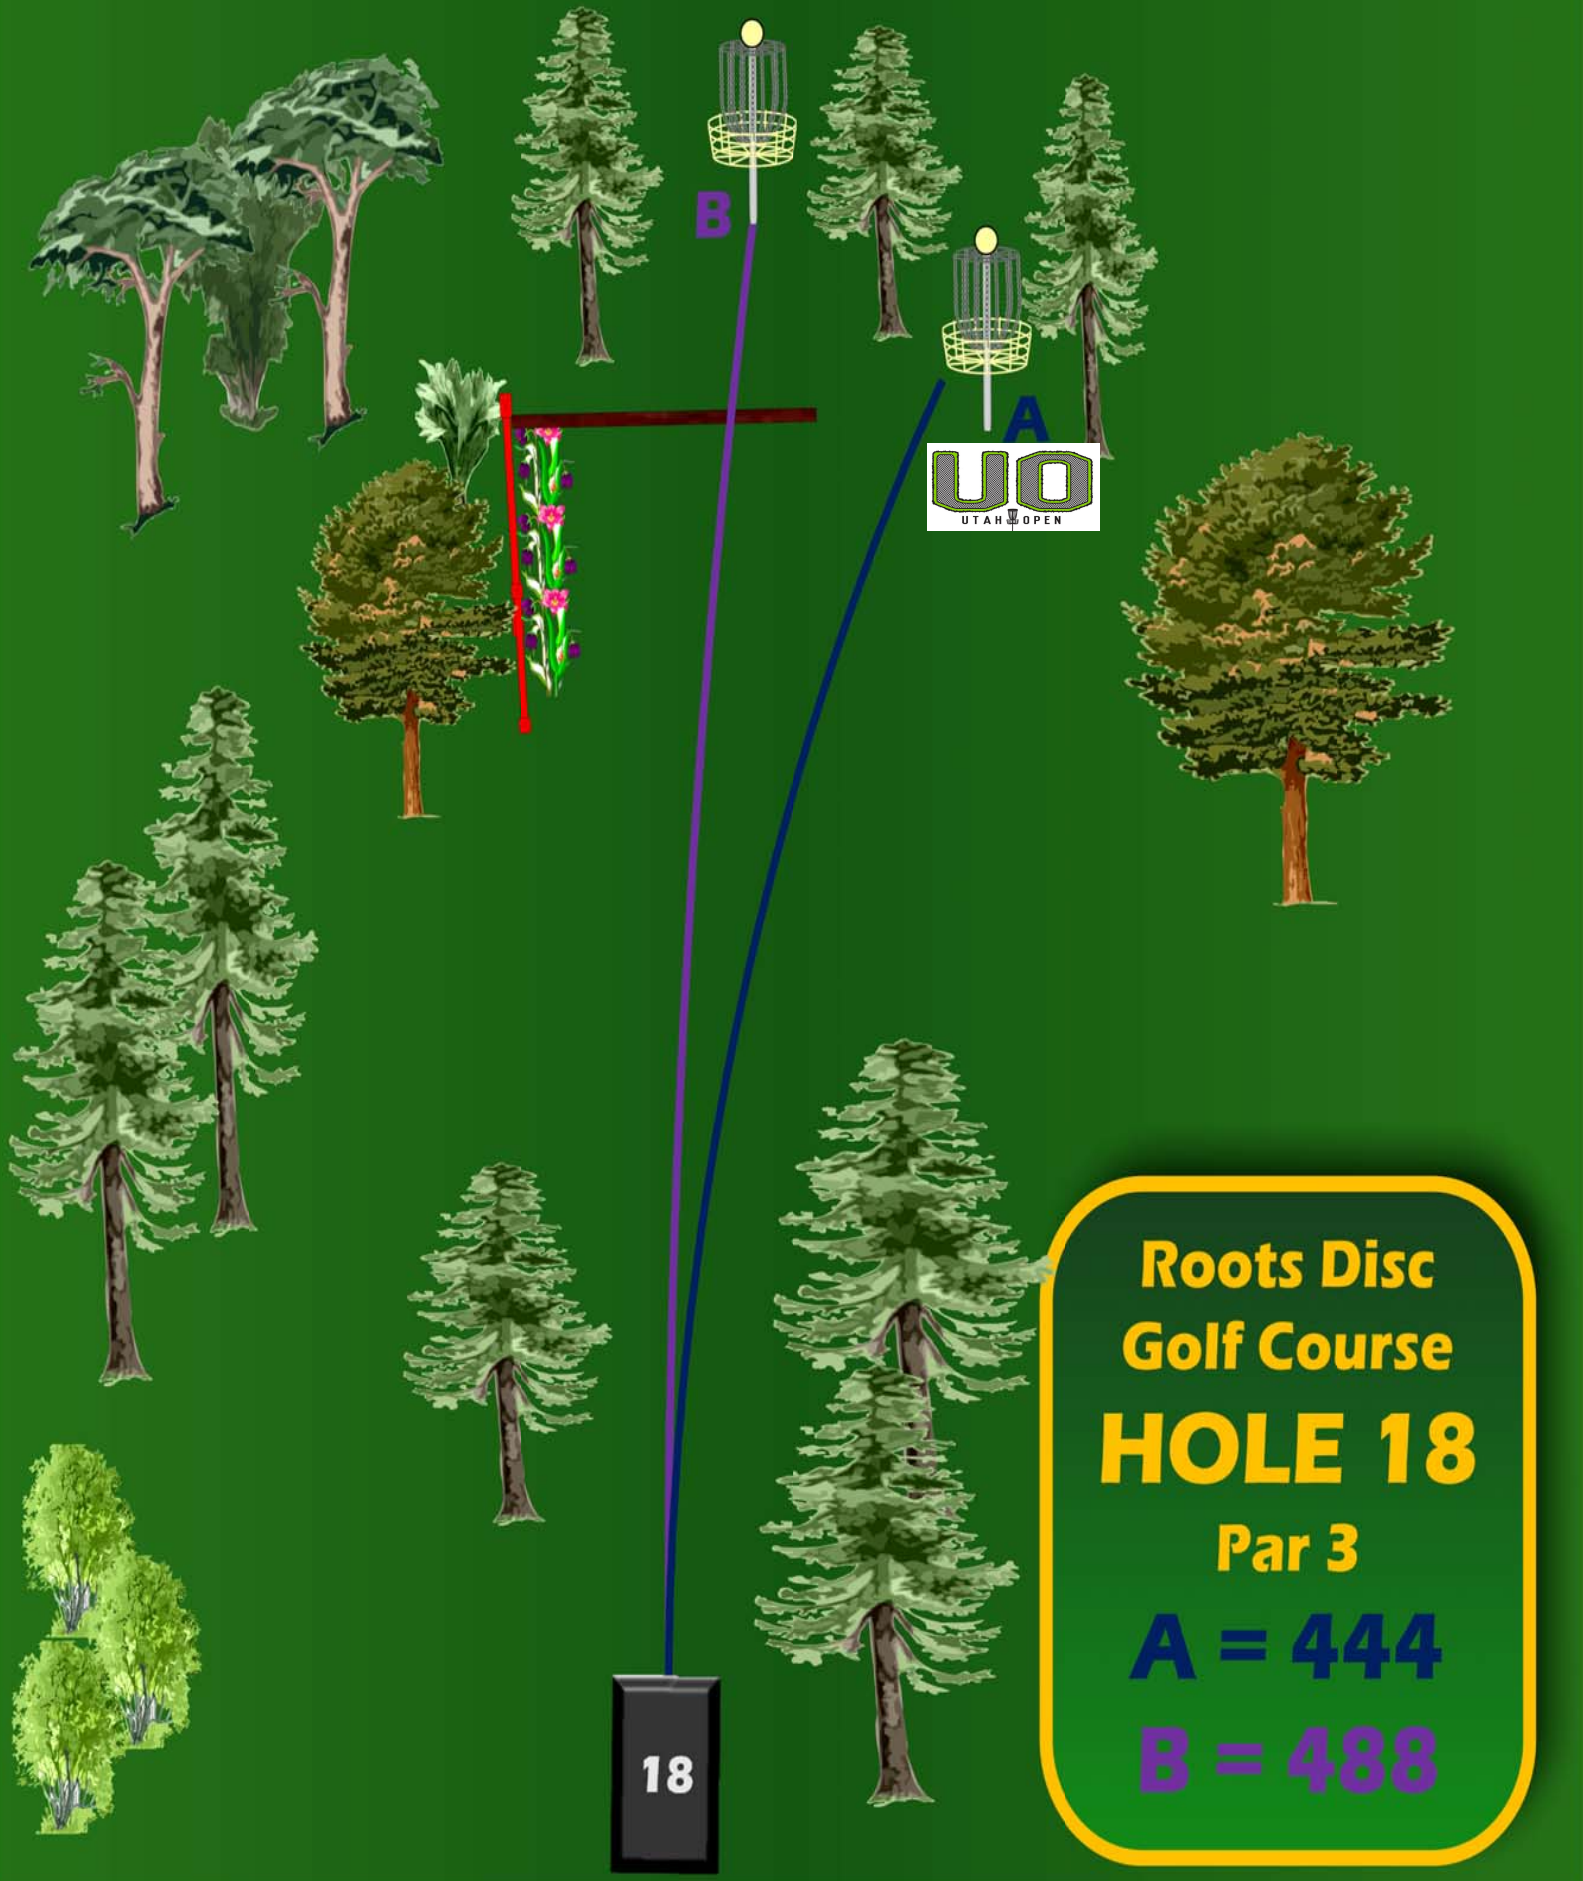 B
A
UO
UTAH OPEN
Roots Disc
Golf Course
HOLE 18
Par 3
A = 444
B = 488
18